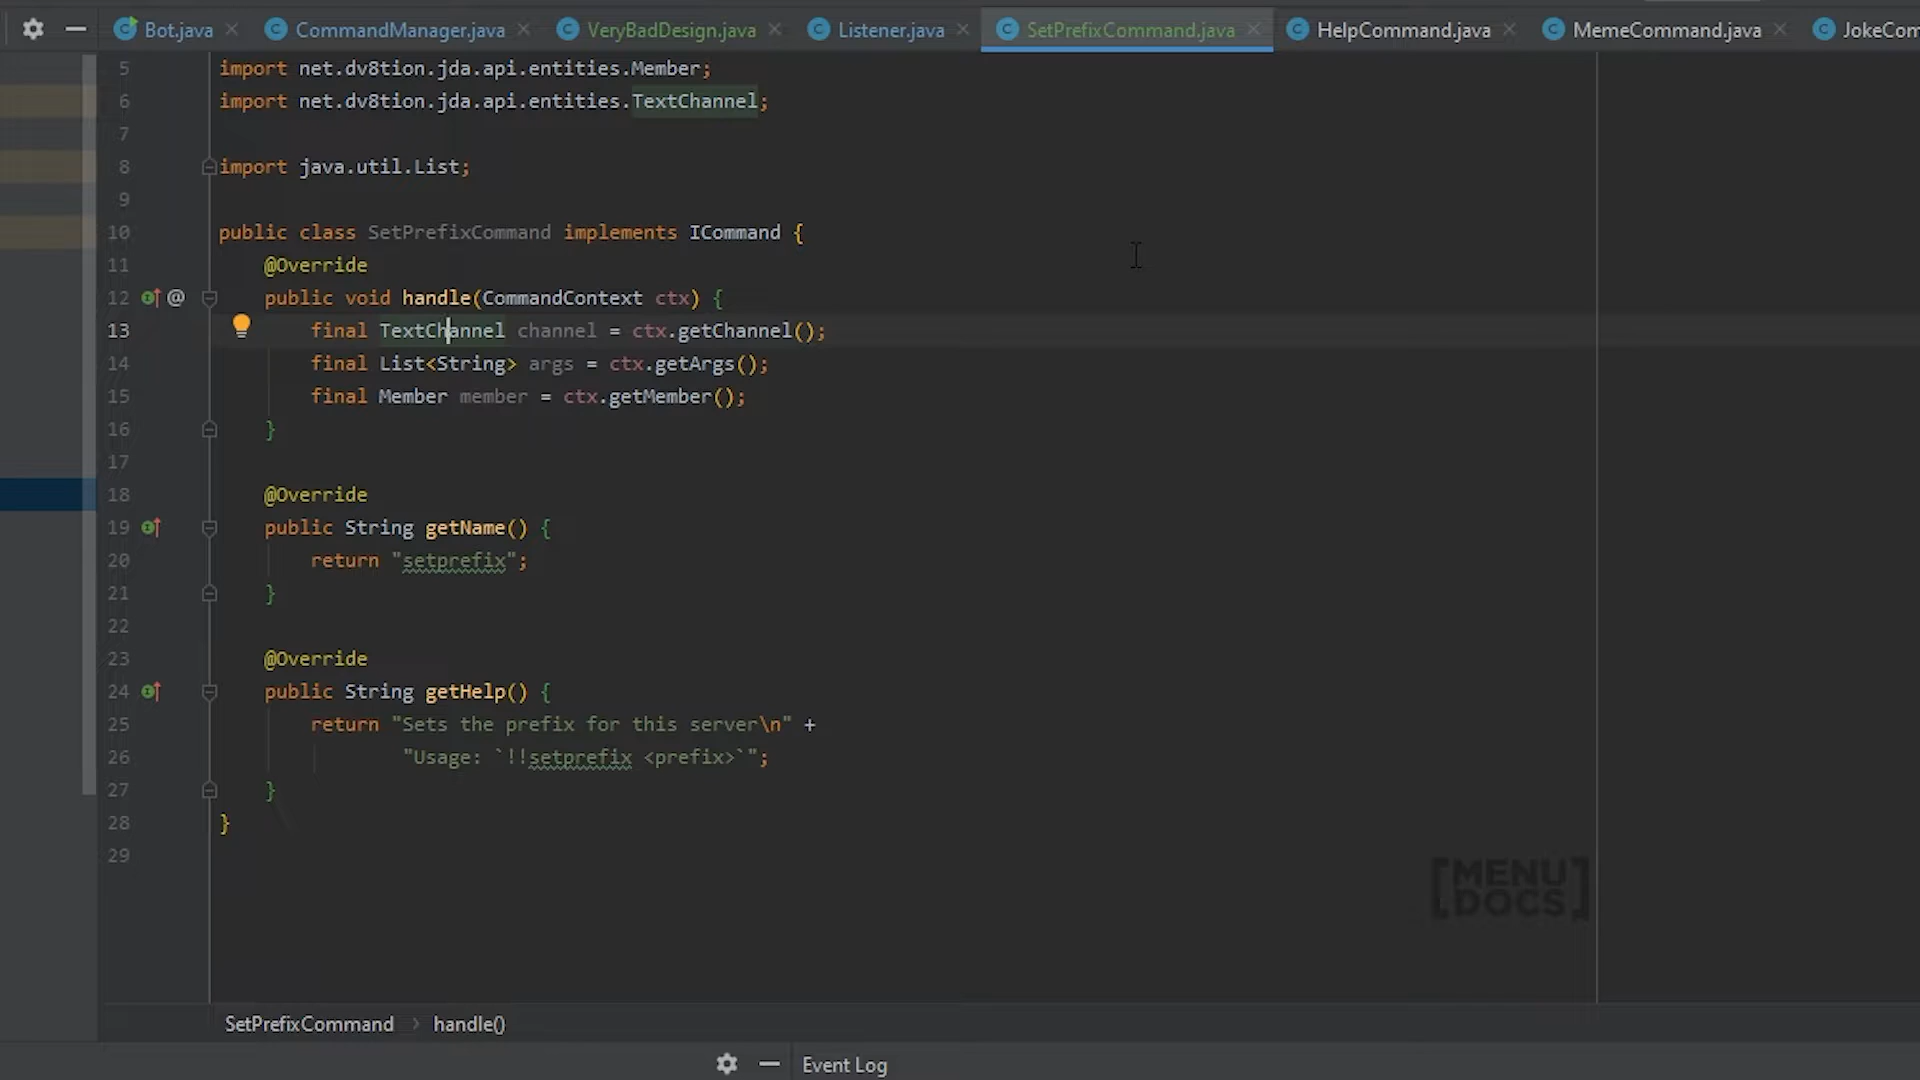 Bot.java CommandManager.java VeryBadDesign.java Listener.java SetPrefixCommand.java HelpCommand.java MemeCommand.java JokeCom
5 import net.dv8tion.jda.api.entities.Member;
6 import net.dv8tion.jda.api.entities.TextChannel;
7
8 import java.util.List;
9
10 public class SetPrefixCommand implements ICommand {
11 @Override
12 @ public void handle(CommandContext ctx) {
13 final TextChannel channel = ctx.getChannel();
14 final List<String> args = ctx.getArgs();
15 final Member member = ctx.getMember();
16 }
17
18 @Override
19 public String getName() {
20 return "setprefix";
21 }
22
23 @Override
24 public String getHelp() {
25 return "Sets the prefix for this server\n" +
26 "Usage: `!!setprefix <prefix>`";
27 }
28 }
29
[MENU
DOCS]
SetPrefixCommand › handle()
Event Log